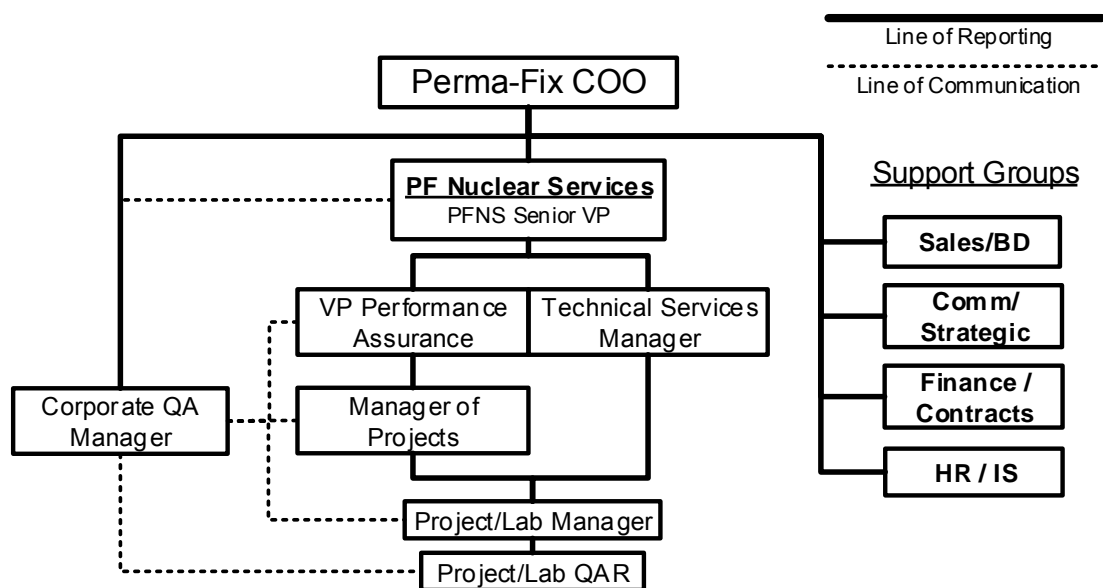 Line of Reporting
Line of Communication
Perma-Fix COO
PF Nuclear Services
PFNS Senior VP
Support Groups
Sales/BD
VP Performance
Assurance
Technical Services
Manager
Comm/
Strategic
Corporate QA
Manager
Manager of
Projects
Finance /
Contracts
HR / IS
Project/Lab Manager
Project/Lab QAR